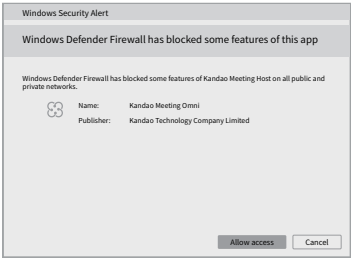 Windows Security Alert
Windows Defender Firewall has blocked some features of this app
Windows Defender Firewall has blocked some features of Kandao Meeting Host on all public and
private networks.
Name: Kandao Meeting Omni
Publisher: Kandao Technology Company Limited
Allow access Cancel